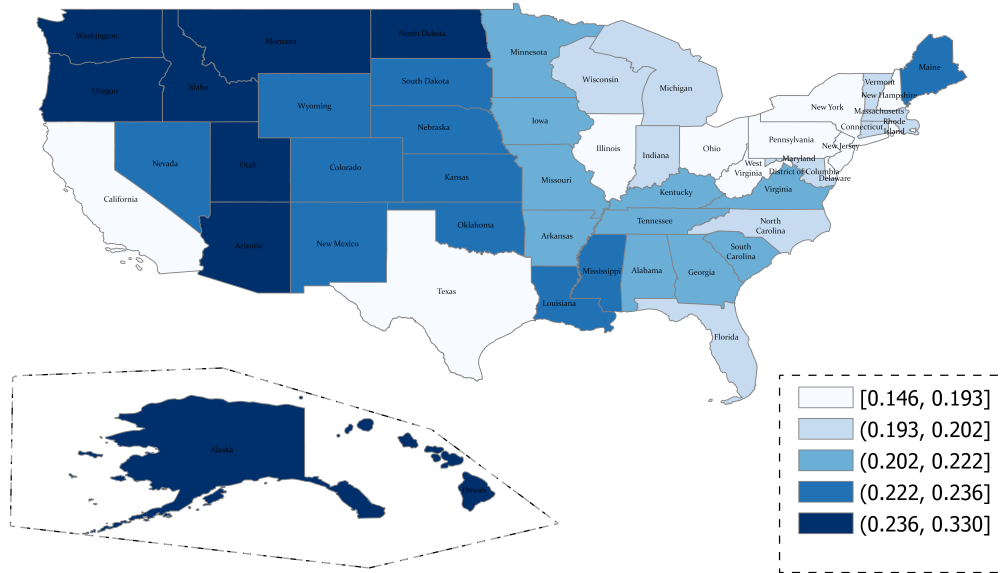 Washington
Montana
North Dakota
Minnesota
Oregon
Idaho
South Dakota
Wisconsin
Michigan
Maine
Vermont
New Hampshire
Wyoming
New York
Massachusetts
Nebraska
Iowa
Connecticut
Rhode
Island
Nevada
Utah
Colorado
Illinois
Indiana
Ohio
Pennsylvania
New Jersey
Kansas
Missouri
West
Virginia
Maryland
District of Columbia
Delaware
California
Kentucky
Virginia
Arizona
New Mexico
Oklahoma
Arkansas
Tennessee
North
Carolina
Texas
Mississippi
Alabama
Georgia
South
Carolina
Louisiana
Florida
Alaska
Hawaii
[0.146, 0.193]
(0.193, 0.202]
(0.202, 0.222]
(0.222, 0.236]
(0.236, 0.330]